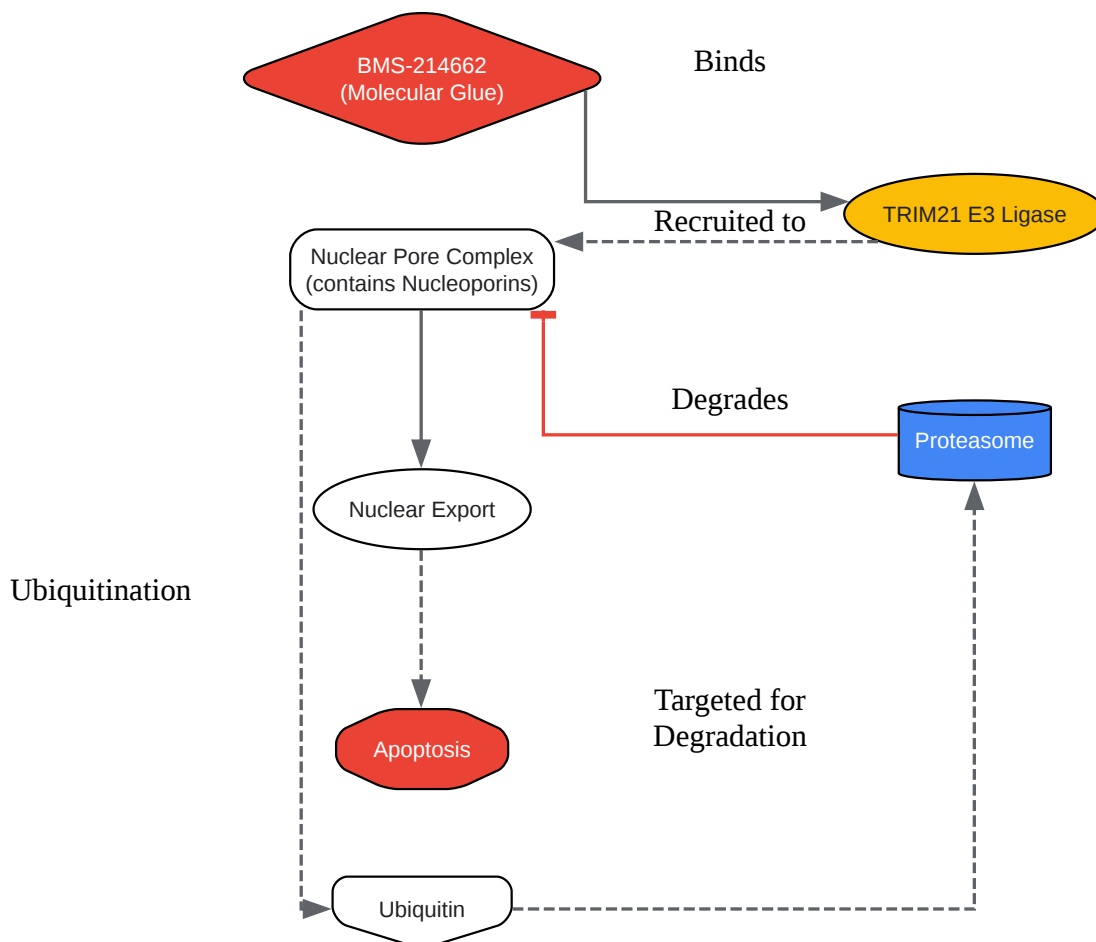 BMS-214662
(Molecular Glue)
Binds
TRIM21 E3 Ligase
Recruited to
Nuclear Pore Complex
(contains Nucleoporins)
Degrades
Proteasome
Nuclear Export
Ubiquitination
Targeted for
Degradation
Apoptosis
Ubiquitin